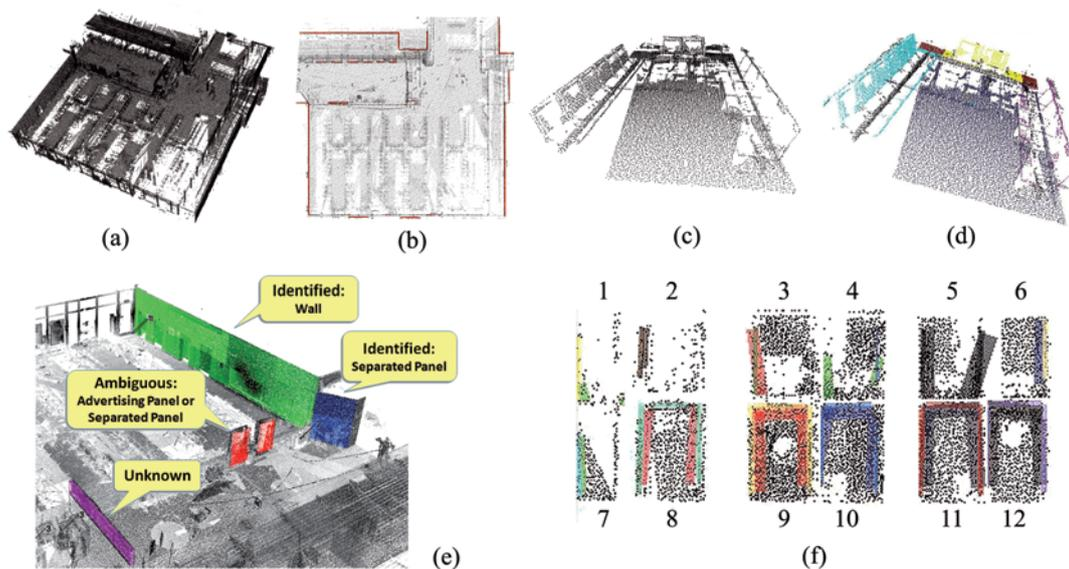 (a)
(b)
(c)
(d)
Identified:
Wall
Identified:
Separated Panel
Ambiguous:
Advertising Panel or
Separated Panel
Unknown
(e)
1 2 3 4 5 6
7 8 9 10 11 12
(f)